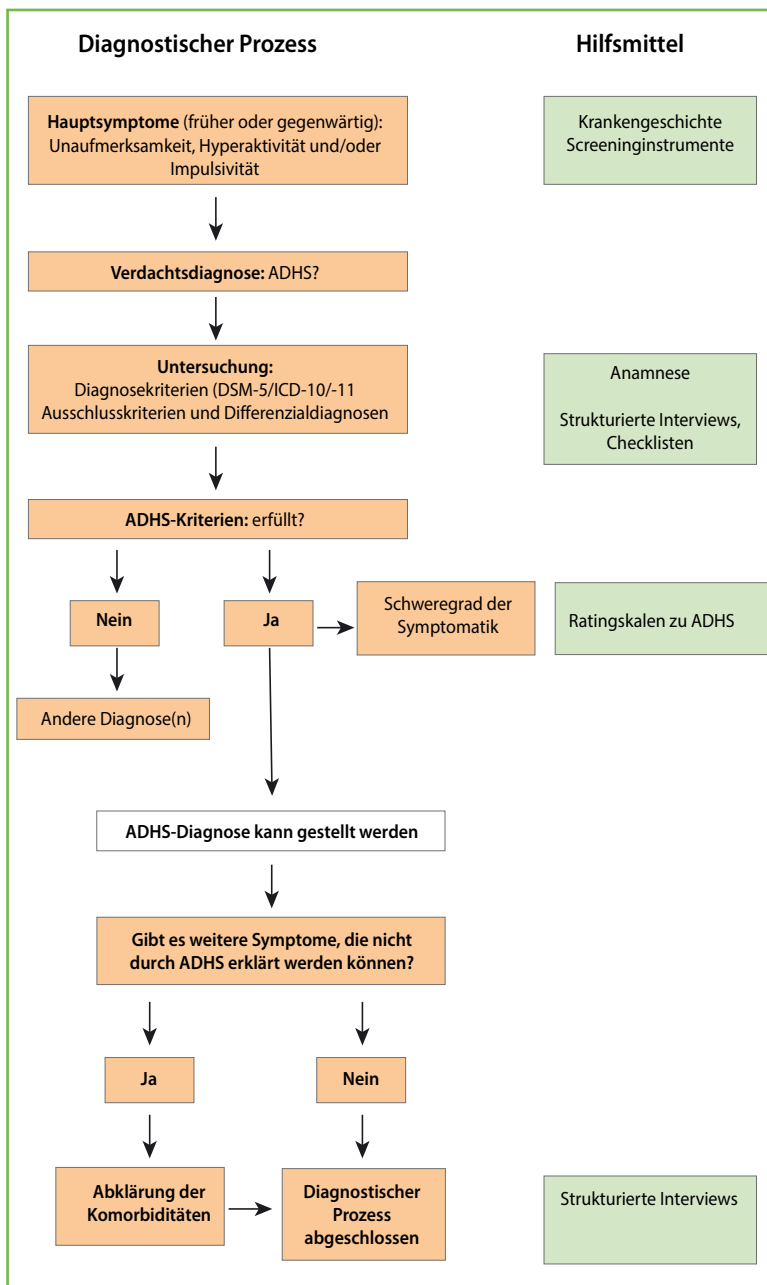 Diagnostischer Prozess
Hilfsmittel
Hauptsymptome (früher oder gegenwärtig):
Unaufmerksamkeit, Hyperaktivität und/oder
Impulsivität
Krankengeschichte
Screeninginstrumente
Verdachtsdiagnose: ADHS?
Untersuchung:
Diagnosekriterien (DSM-5/ICD-10/-11
Ausschlusskriterien und Differenzialdiagnosen
Anamnese
Strukturierte Interviews,
Checklisten
ADHS-Kriterien: erfüllt?
Nein
Ja
Schweregrad der
Symptomatik
Ratingskalen zu ADHS
Andere Diagnose(n)
ADHS-Diagnose kann gestellt werden
Gibt es weitere Symptome, die nicht
durch ADHS erklärt werden können?
Ja
Nein
Abklärung der
Komorbiditäten
Diagnostischer
Prozess
abgeschlossen
Strukturierte Interviews